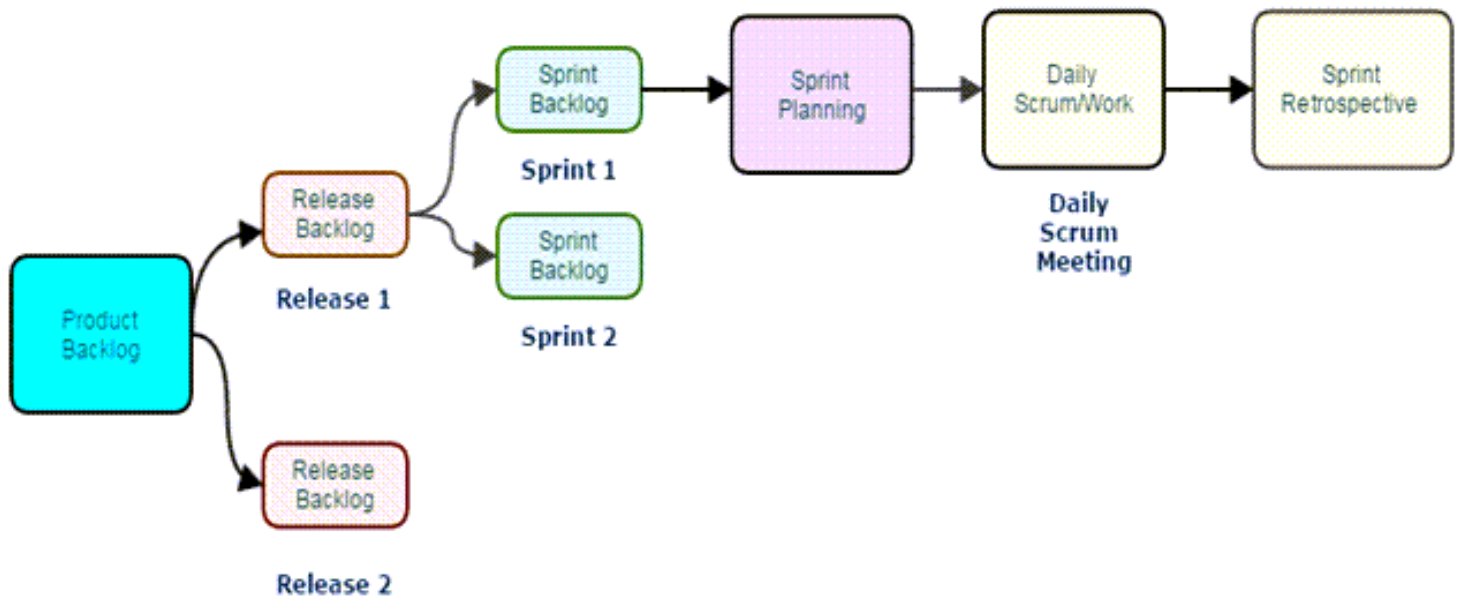 Product
Backlog
Release
Backlog
Release 1
Release
Backlog
Release 2
Sprint
Backlog
Sprint 1
Sprint
Backlog
Sprint 2
Sprint
Planning
Daily
Scrum/Work
Daily
Scrum
Meeting
Sprint
Retrospective